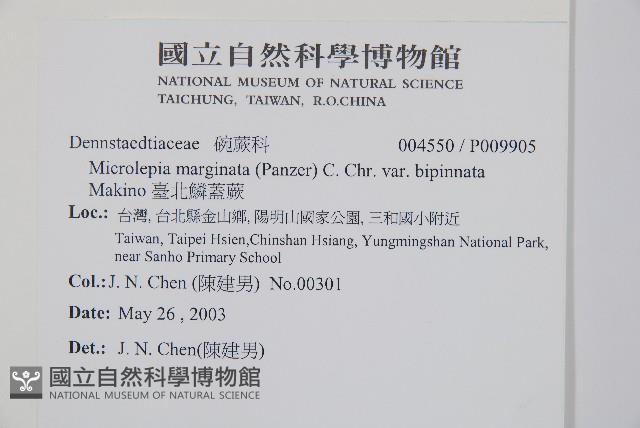 國立自然科學博物館
NATIONAL MUSEUM OF NATURAL SCIENCE
TAICHUNG, TAIWAN, R.O.CHINA
Dennstaedtiaceae 碗蕨科 004550 / P009905
Microlepia marginata (Panzer) C. Chr. var. bipinnata
Makino 臺北鱗蓋蕨
Loc.: 台灣, 台北縣金山鄉, 陽明山國家公園, 三和國小附近
Taiwan, Taipei Hsien,Chinshan Hsiang, Yungmingshan National Park,
near Sanho Primary School
Col.: J. N. Chen (陳建男) No.00301
Date: May 26 , 2003
Det.: J. N. Chen(陳建男)
國立自然科學博物館
NATIONAL MUSEUM OF NATURAL SCIENCE